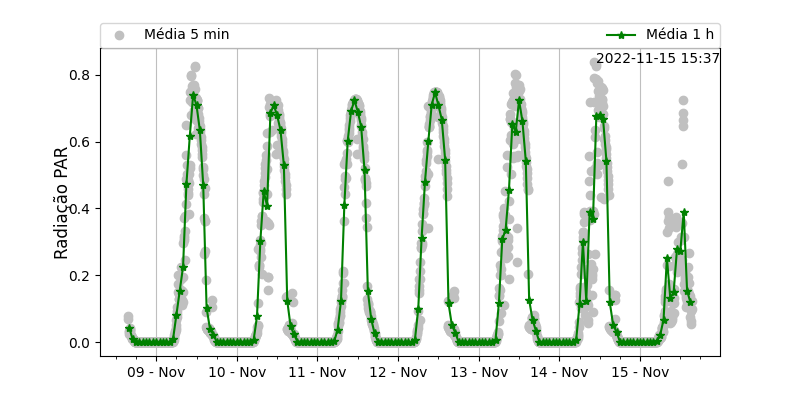 Média 5 min
Média 1 h
2022-11-15 15:37
Radiação PAR
0.8
0.6
0.4
0.2
0.0
09 - Nov
10 - Nov
11 - Nov
12 - Nov
13 - Nov
14 - Nov
15 - Nov